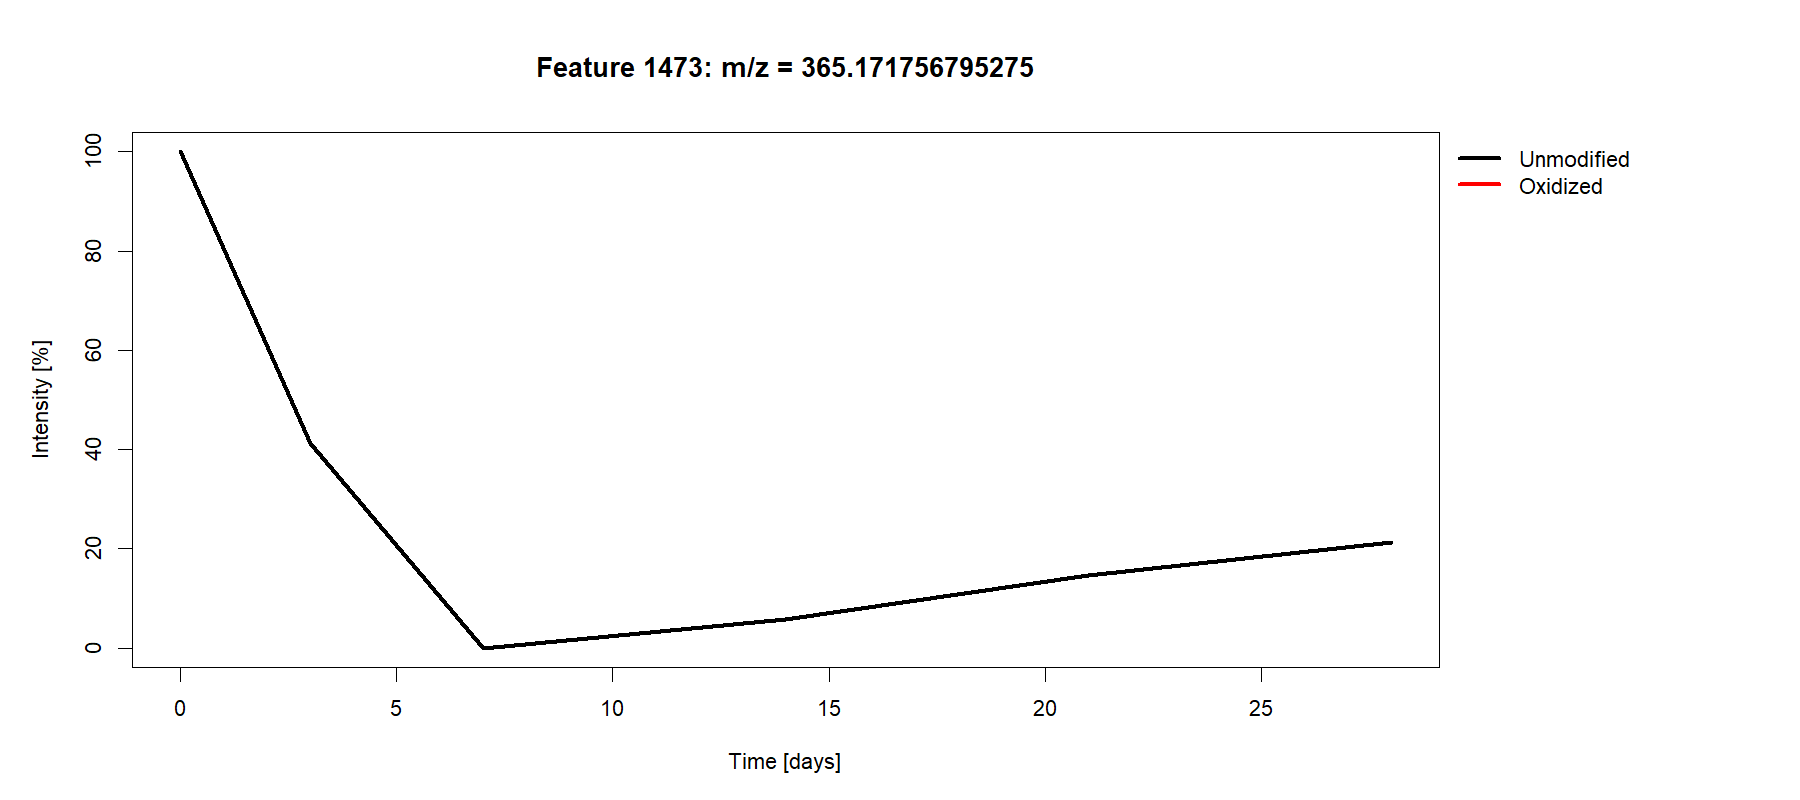 Feature 1473: m/z = 365.171756795275
Unmodified
Oxidized
Intensity [%]
100
80
60
40
20
0
0 5 10 15 20 25
Time [days]